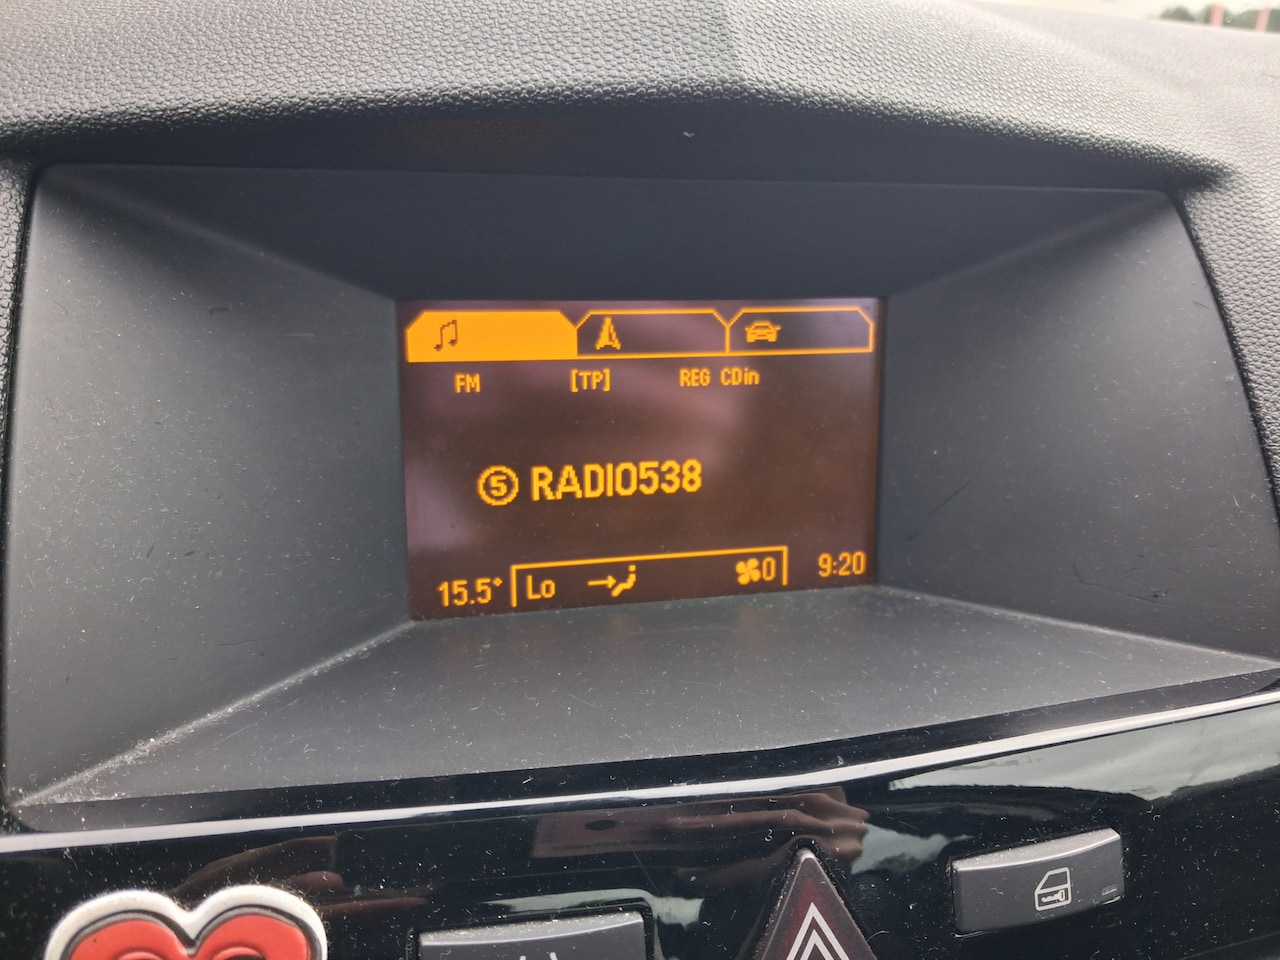 FM [TP] REG CDin
5 RADIO538
15.5° Lo 0 9:20